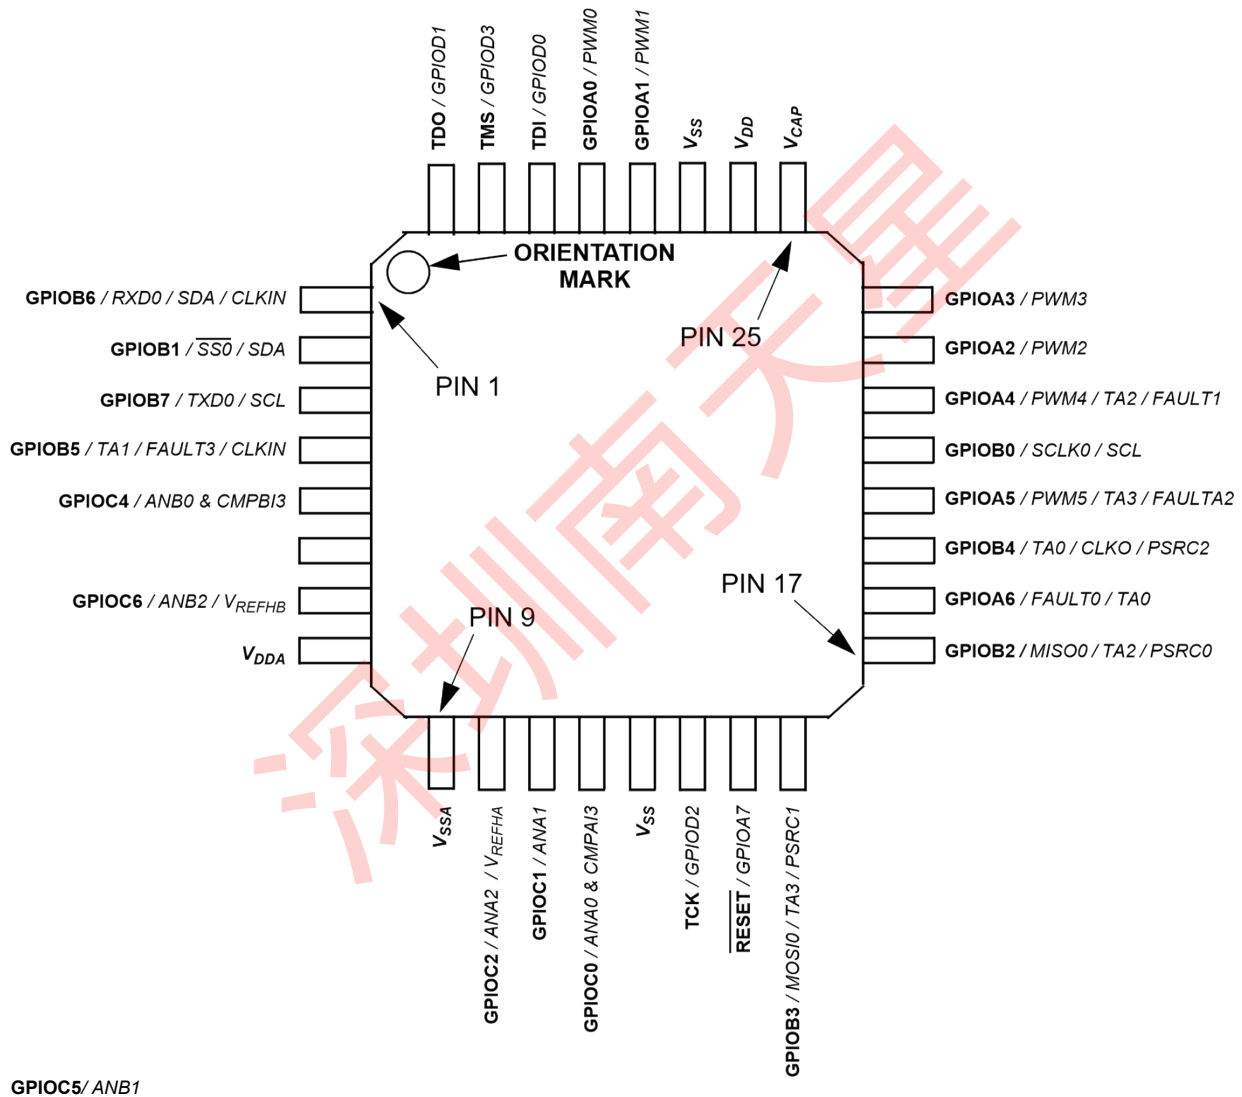 TDO / GPIOD1
TMS / GPIOD3
TDI / GPIOD0
GPIOA0 / PWM0
GPIOA1 / PWM1
VSS
VDD
VCAP
ORIENTATION
MARK
GPIOB6 / RXD0 / SDA / CLKIN
GPIOB1 / SS0 / SDA
GPIOB7 / TXD0 / SCL
GPIOB5 / TA1 / FAULT3 / CLKIN
GPIOC4 / ANB0 & CMPBI3
GPIOC6 / ANB2 / VREFHB
VDDA
PIN 1
PIN 25
PIN 9
PIN 17
GPIOA3 / PWM3
GPIOA2 / PWM2
GPIOA4 / PWM4 / TA2 / FAULT1
GPIOB0 / SCLK0 / SCL
GPIOA5 / PWM5 / TA3 / FAULTA2
GPIOB4 / TA0 / CLKO / PSRC2
GPIOA6 / FAULT0 / TA0
GPIOB2 / MISO0 / TA2 / PSRC0
VSSA
GPIOC2 / ANA2 / VREFHA
GPIOC1 / ANA1
GPIOC0 / ANA0 & CMPAI3
VSS
TCK / GPIOD2
RESET / GPIOA7
GPIOB3 / MOSI0 / TA3 / PSRC1
GPIOC5/ ANB1
深圳南天星